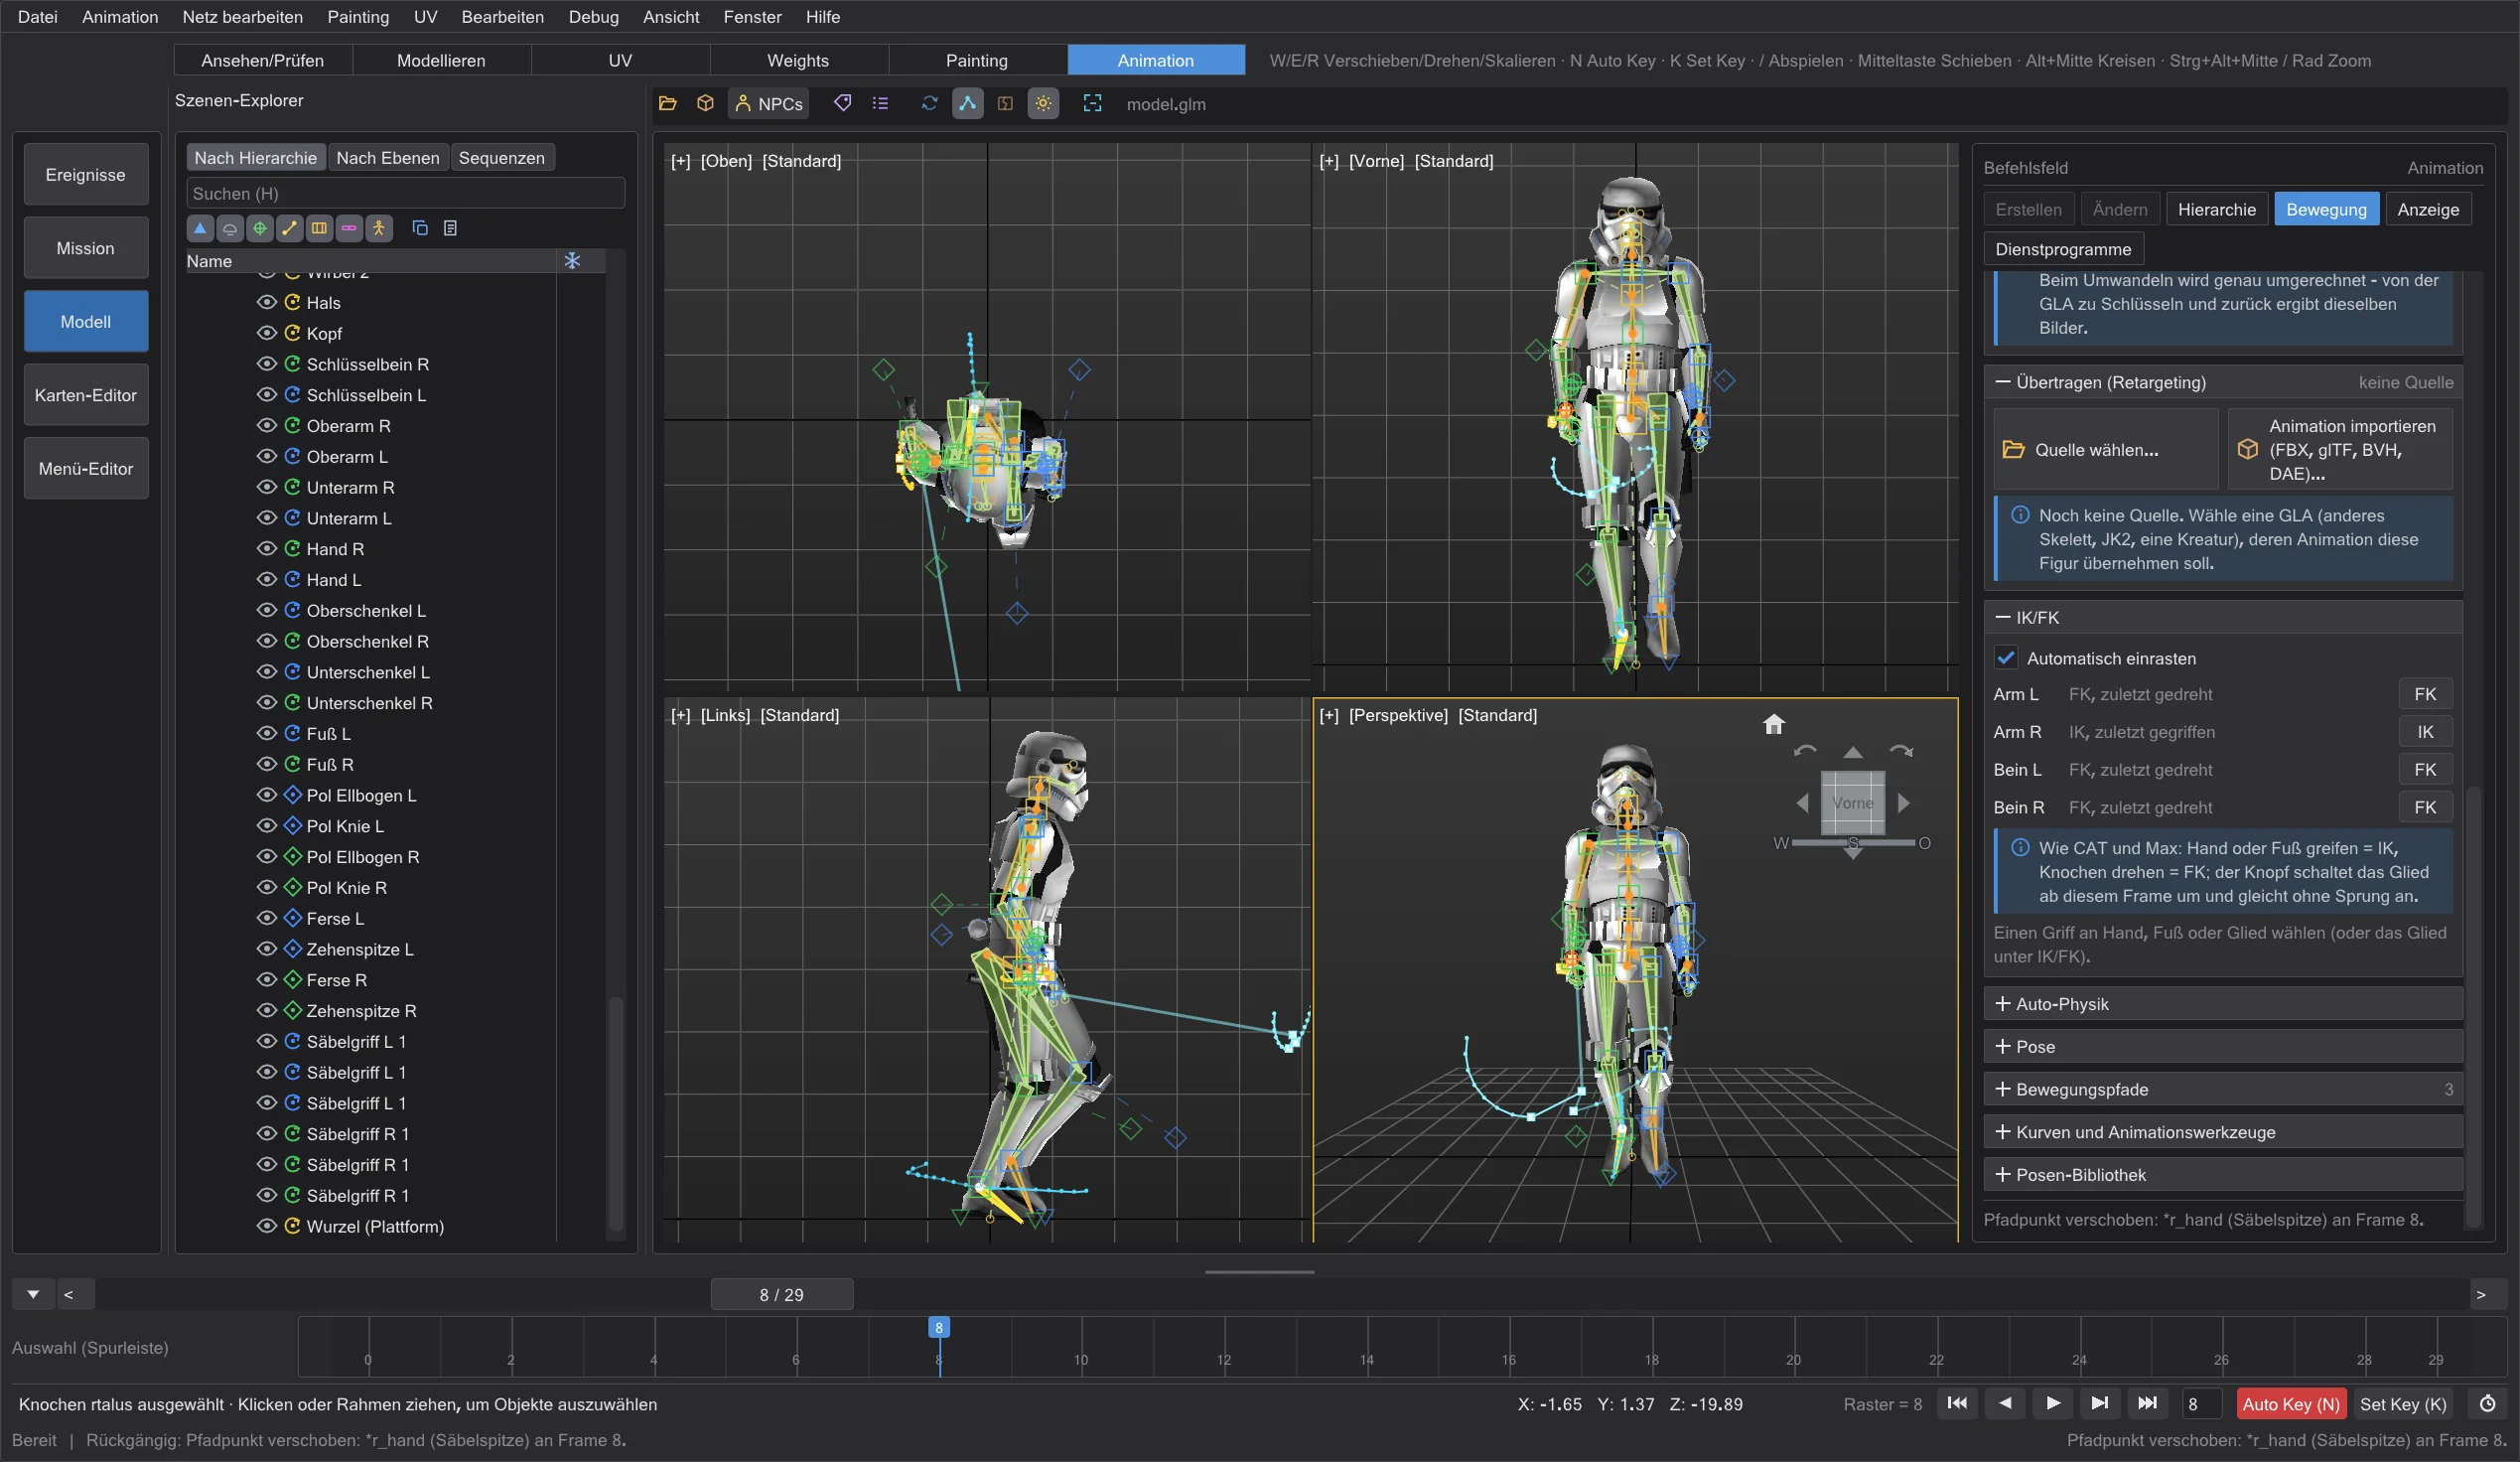 Datei Animation Netz bearbeiten Painting UV Bearbeiten Debug Ansicht Fenster Hilfe
Ansehen/Prüfen Modellieren UV Weights Painting Animation W/E/R Verschieben/Drehen/Skalieren · N Auto Key · K Set Key · / Abspielen · Mitteltaste Schieben · Alt+Mitte Kreisen · Strg+Alt+Mitte / Rad Zoom
Szenen-Explorer
NPCs model.glm
Ereignisse
Mission
Modell
Karten-Editor
Menü-Editor
Nach Hierarchie Nach Ebenen Sequenzen
Suchen (H)
Name
Wirbel 2
Hals
Kopf
Schlüsselbein R
Schlüsselbein L
Oberarm R
Oberarm L
Unterarm R
Unterarm L
Hand R
Hand L
Oberschenkel L
Oberschenkel R
Unterschenkel L
Unterschenkel R
Fuß L
Fuß R
Pol Ellbogen L
Pol Knie L
Pol Ellbogen R
Pol Knie R
Ferse L
Zehenspitze L
Ferse R
Zehenspitze R
Säbelgriff L 1
Säbelgriff L 1
Säbelgriff L 1
Säbelgriff R 1
Säbelgriff R 1
Säbelgriff R 1
Wurzel (Plattform)
[+] [Oben] [Standard]
[+] [Vorne] [Standard]
[+] [Links] [Standard]
[+] [Perspektive] [Standard]
Vorne
W S O
Befehlsfeld Animation
Erstellen Ändern Hierarchie Bewegung Anzeige
Dienstprogramme
Beim Umwandeln wird genau umgerechnet - von der
GLA zu Schlüsseln und zurück ergibt dieselben
Bilder.
Übertragen (Retargeting) keine Quelle
Quelle wählen...
Animation importieren
(FBX, glTF, BVH,
DAE)...
Noch keine Quelle. Wähle eine GLA (anderes
Skelett, JK2, eine Kreatur), deren Animation diese
Figur übernehmen soll.
IK/FK
Automatisch einrasten
Arm L FK, zuletzt gedreht FK
Arm R IK, zuletzt gegriffen IK
Bein L FK, zuletzt gedreht FK
Bein R FK, zuletzt gedreht FK
Wie CAT und Max: Hand oder Fuß greifen = IK,
Knochen drehen = FK; der Knopf schaltet das Glied
ab diesem Frame um und gleicht ohne Sprung an.
Einen Griff an Hand, Fuß oder Glied wählen (oder das Glied
unter IK/FK).
Auto-Physik
Pose
Bewegungspfade 3
Kurven und Animationswerkzeuge
Posen-Bibliothek
Pfadpunkt verschoben: *r_hand (Säbelspitze) an Frame 8.
< 8 / 29 >
Auswahl (Spurleiste)
8
0 2 4 6 8 10 12 14 16 18 20 22 24 26 28 29
Knochen rtalus ausgewählt · Klicken oder Rahmen ziehen, um Objekte auszuwählen X: -1.65 Y: 1.37 Z: -19.89 Raster = 8 8 Auto Key (N) Set Key (K)
Bereit | Rückgängig: Pfadpunkt verschoben: *r_hand (Säbelspitze) an Frame 8. Pfadpunkt verschoben: *r_hand (Säbelspitze) an Frame 8.